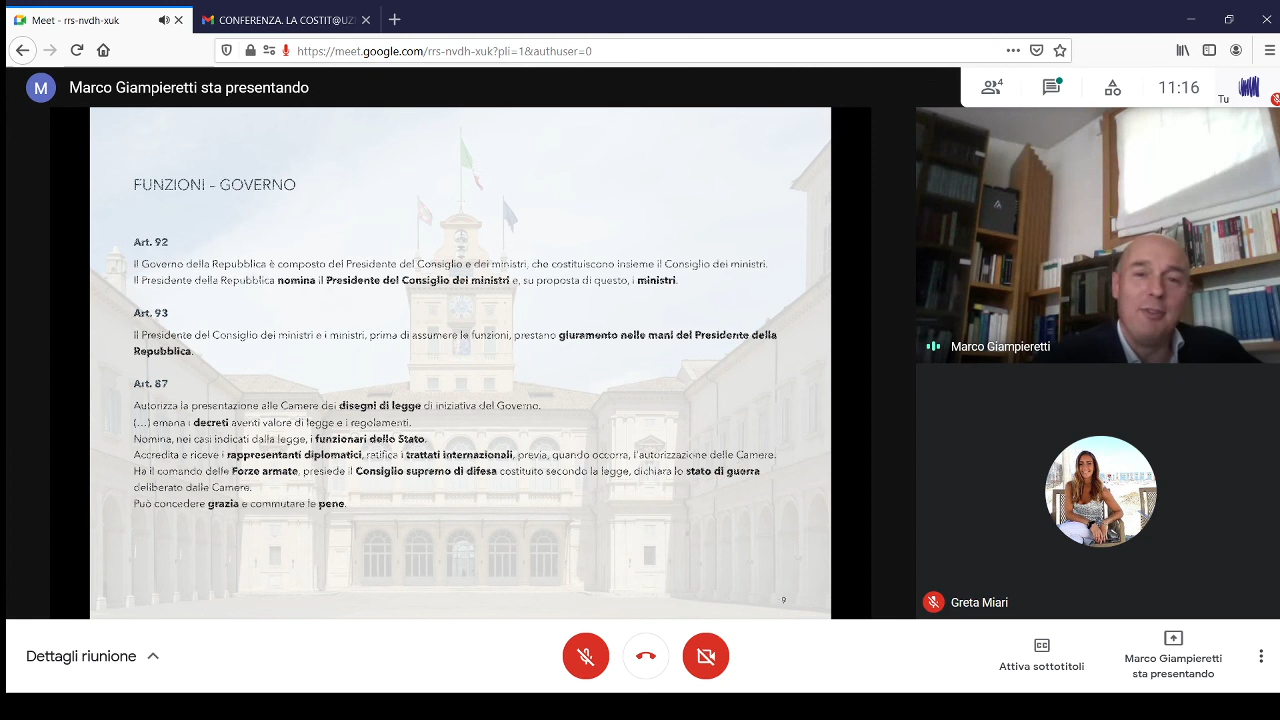 Meet - rrs-nvdh-xuk
CONFERENZA. LA COSTIT@UZI
https://meet.google.com/rrs-nvdh-xuk?pli=1&authuser=0
M
Marco Giampieretti sta presentando
4
11:16
Tu
FUNZIONI - GOVERNO
Art. 92
Il Governo della Repubblica è composto del Presidente del Consiglio e dei ministri, che costituiscono insieme il Consiglio dei ministri.
Il Presidente della Repubblica nomina il Presidente del Consiglio dei ministri e, su proposta di questo, i ministri.
Art. 93
Il Presidente del Consiglio dei ministri e i ministri, prima di assumere le funzioni, prestano giuramento nelle mani del Presidente della
Repubblica.
Art. 87
Autorizza la presentazione alle Camere dei disegni di legge di iniziativa del Governo.
(...) emana i decreti aventi valore di legge e i regolamenti.
Nomina, nei casi indicati dalla legge, i funzionari dello Stato.
Accredita e riceve i rappresentanti diplomatici, ratifica i trattati internazionali, previa, quando occorra, l'autorizzazione delle Camere.
Ha il comando delle Forze armate, presiede il Consiglio supremo di difesa costituito secondo la legge, dichiara lo stato di guerra
deliberato dalle Camere.
Può concedere grazia e commutare le pene.
9
Marco Giampieretti
Greta Miari
Dettagli riunione
Attiva sottotitoli
Marco Giampieretti
sta presentando